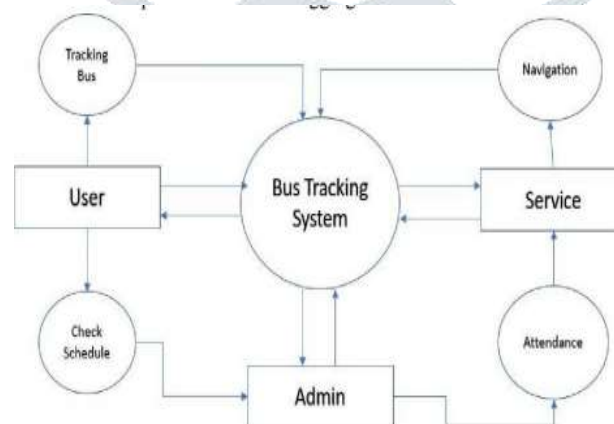 Tracking
Bus
Navigation
User
Bus Tracking
System
Service
Check
Schedule
Attendance
Admin